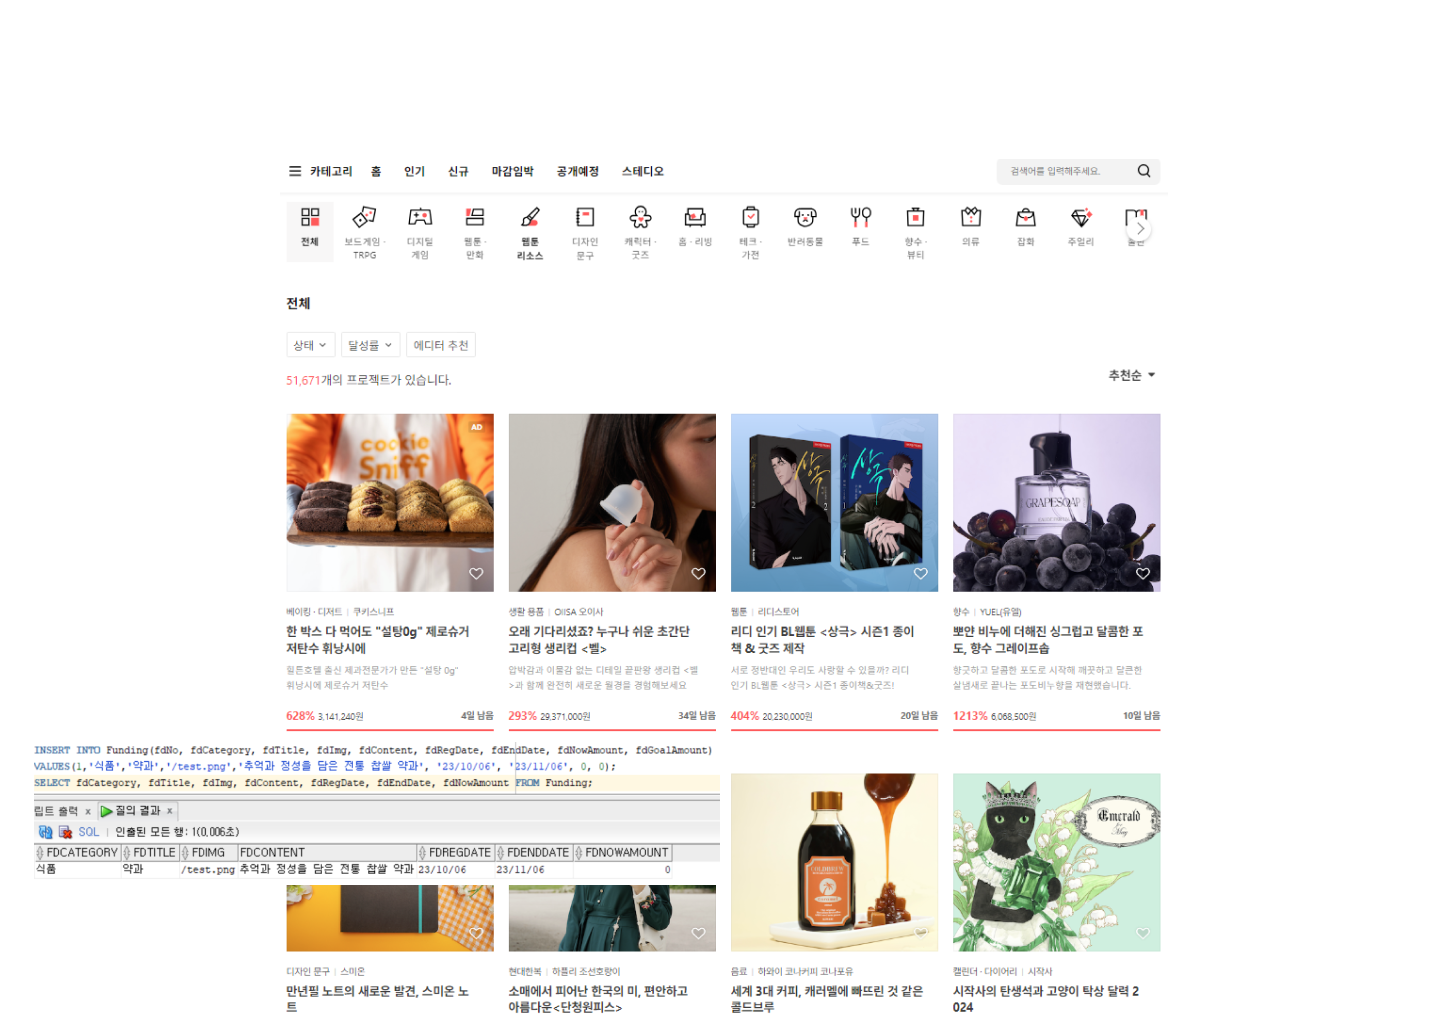 카테고리 홈 인기 신규 마감임박 공개예정 스테디오
검색어를 입력해주세요.
전체
보드게임 ·
TRPG
디지털
게임
웹툰 ·
만화
웹툰
리소스
디자인
문구
캐릭터 ·
굿즈
홈 · 리빙
테크 ·
가전
반려동물
푸드
향수 ·
뷰티
의류
잡화
주얼리
출판
전체
상태 달성률 에디터 추천
51,671개의 프로젝트가 있습니다.
추천순
AD
cookie
Sniff
상극
2
2
상극
1
GRAPESOAP
베이킹 · 디저트 | 쿠키스니프
한 박스 다 먹어도 "설탕0g" 제로슈거
저탄수 휘낭시에
힐튼호텔 출신 제과전문가가 만든 "설탕 0g"
휘낭시에 제로슈거 저탄수
628% 3,141,240원 4일 남음
생활 용품 | OIISA 오이사
오래 기다리셨죠? 누구나 쉬운 초간단
고리형 생리컵 <벨>
압박감과 이물감 없는 디테일 끝판왕 생리컵 <벨
>과 함께 완전히 새로운 월경을 경험해보세요
293% 29,371,000원 34일 남음
웹툰 | 리디스토어
리디 인기 BL웹툰 <상극> 시즌1 종이
책 & 굿즈 제작
서로 정반대인 우리도 사랑할 수 있을까? 리디
인기 BL웹툰 <상극> 시즌1 종이책&굿즈!
404% 20,230,000원 20일 남음
향수 | YUEL(유엘)
뽀얀 비누에 더해진 싱그럽고 달콤한 포
도, 향수 그레이프솝
향긋하고 달콤한 포도로 시작해 깨끗하고 달큰한
살냄새로 끝나는 포도비누향을 재현했습니다.
1213% 6,068,500원 10일 남음
INSERT INTO Funding(fdNo, fdCategory, fdTitle, fdImg, fdContent, fdRegDate, fdEndDate, fdNowAmount, fdGoalAmount)
VALUES(1,'식품','약과','/test.png','추억과 정성을 담은 전통 찹쌀 약과', '23/10/06', '23/11/06', 0, 0);
SELECT fdCategory, fdTitle, fdImg, fdContent, fdRegDate, fdEndDate, fdNowAmount FROM Funding;
립트 출력 x 질의 결과 x
SQL | 인출된 모든 행: 1(0,006초)
FDCATEGORY FDTITLE FDIMG FDCONTENT FDREGDATE FDENDDATE FDNOWAMOUNT
식품 약과 /test.png 추억과 정성을 담은 전통 찹쌀 약과 23/10/06 23/11/06 0
COLDBREW
Emerald
May
디자인 문구 | 스미온
만년필 노트의 새로운 발견, 스미온 노
트
현대한복 | 하플리 조선호랑이
소매에서 피어난 한국의 미, 편안하고
아름다운<단청원피스>
음료 | 하와이 코나커피 코나포유
세계 3대 커피, 캐러멜에 빠뜨린 것 같은
콜드브루
캘린더 · 다이어리 | 시작사
시작사의 탄생석과 고양이 탁상 달력 2
024